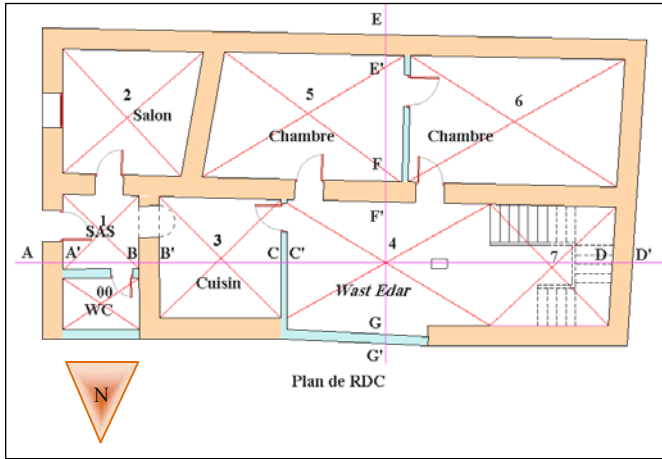 E
E'
2
Salon
5
Chambre
6
Chambre
F
F'
1
SAS
A
A'
B
B'
3
Cuisin
C
C'
4
Wast Edar
7
D
D'
00
WC
G
G'
N
Plan de RDC